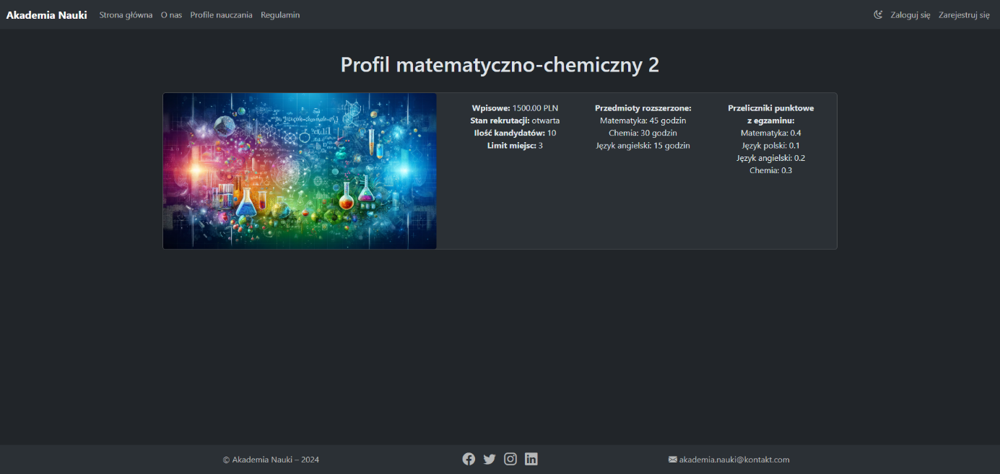 Akademia Nauki Strona główna O nas Profile nauczania Regulamin Zaloguj się Zarejestruj się
Profil matematyczno-chemiczny 2
Wpisowe: 1500.00 PLN
Stan rekrutacji: otwarta
Ilość kandydatów: 10
Limit miejsc: 3
Przedmioty rozszerzone:
Matematyka: 45 godzin
Chemia: 30 godzin
Język angielski: 15 godzin
Przeliczniki punktowe
z egzaminu:
Matematyka: 0.4
Język polski: 0.1
Język angielski: 0.2
Chemia: 0.3
© Akademia Nauki – 2024
akademia.nauki@kontakt.com